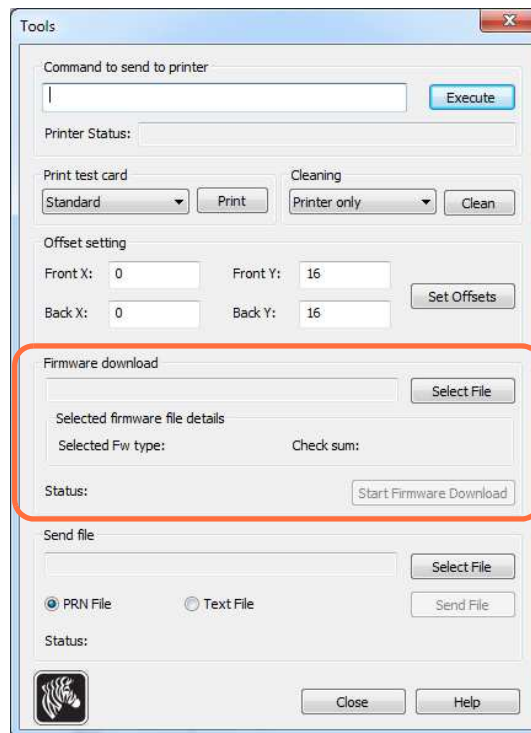 Tools
Command to send to printer
Execute
Printer Status:
Print test card
Cleaning
Standard Print Printer only Clean
Offset setting
Front X: 0 Front Y: 16
Set Offsets
Back X: 0 Back Y: 16
Firmware download
Select File
Selected firmware file details
Selected Fw type: Check sum:
Status: Start Firmware Download
Send file
Select File
PRN File Text File Send File
Status:
Close Help